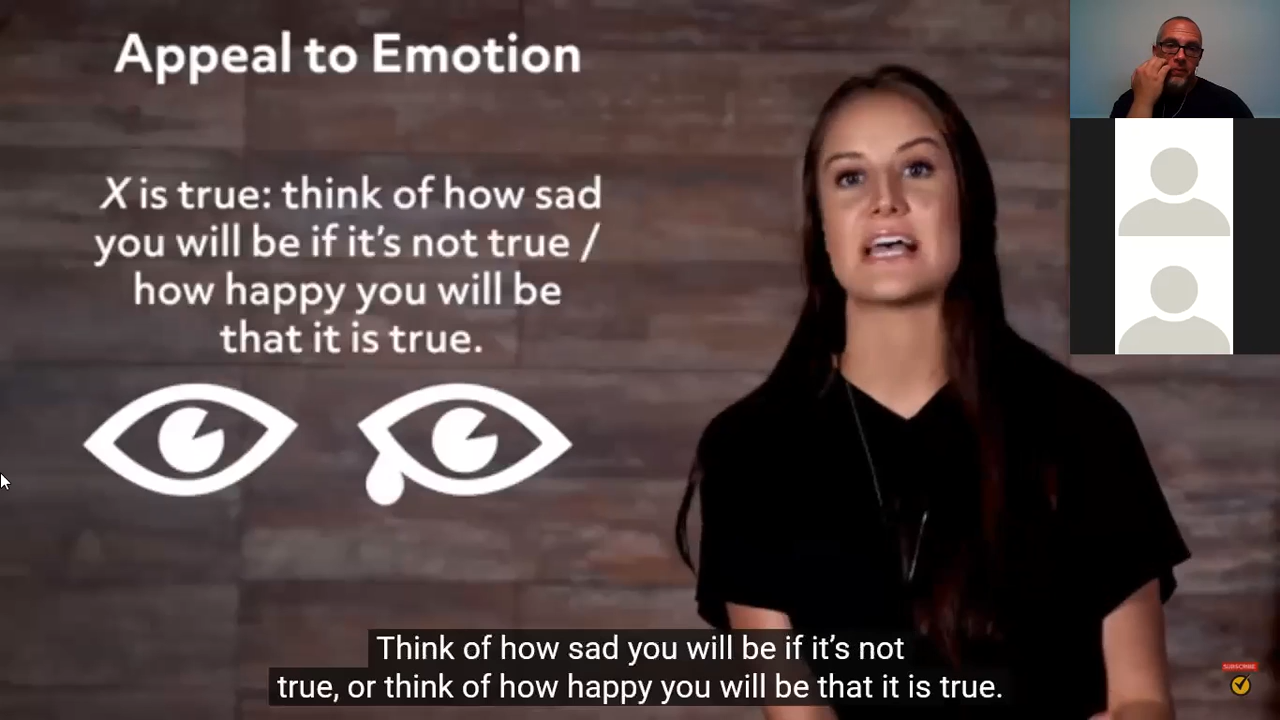 Appeal to Emotion
X is true: think of how sad
you will be if it's not true /
how happy you will be
that it is true.
Think of how sad you will be if it's not
true, or think of how happy you will be that it is true.
SUBSCRIBE